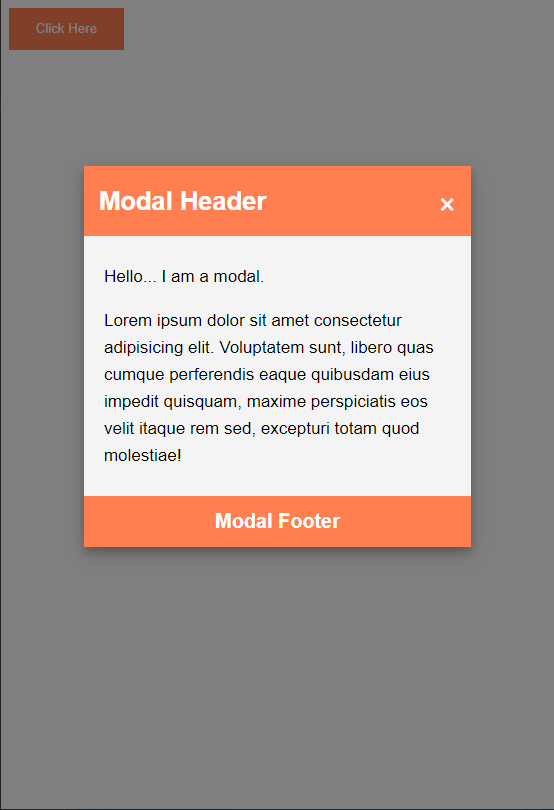 Click Here
Modal Header
×
Hello... I am a modal.
Lorem ipsum dolor sit amet consectetur
adipisicing elit. Voluptatem sunt, libero quas
cumque perferendis eaque quibusdam eius
impedit quisquam, maxime perspiciatis eos
velit itaque rem sed, excepturi totam quod
molestiae!
Modal Footer